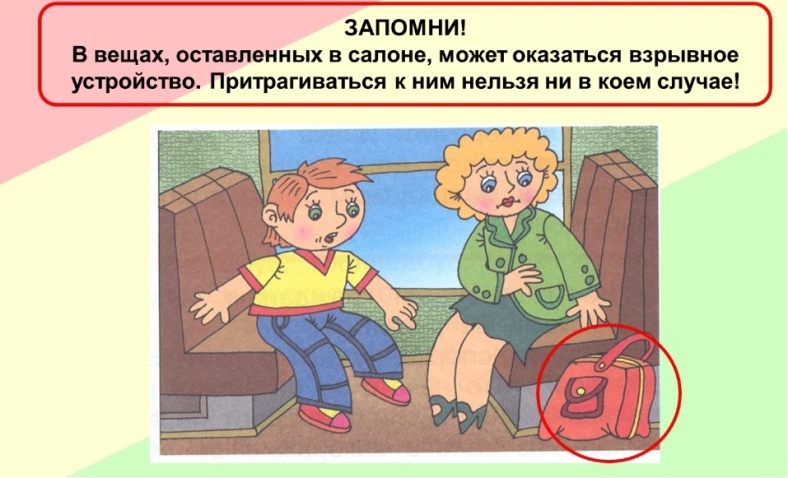 ЗАПОМНИ!
В вещах, оставленных в салоне, может оказаться взрывное
устройство. Притрагиваться к ним нельзя ни в коем случае!